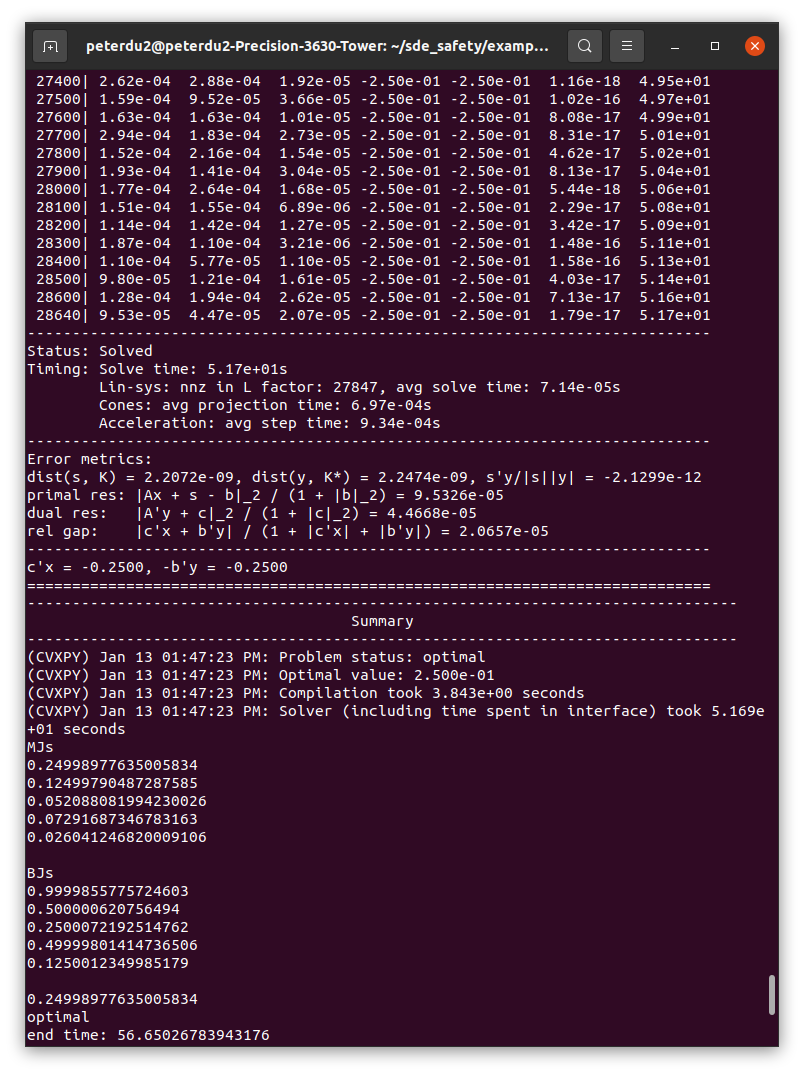 peterdu2@peterdu2-Precision-3630-Tower: ~/sde_safety/examp...
27400| 2.62e-04  2.88e-04  1.92e-05 -2.50e-01 -2.50e-01  1.16e-18  4.95e+01
27500| 1.59e-04  9.52e-05  3.66e-05 -2.50e-01 -2.50e-01  1.02e-16  4.97e+01
27600| 1.63e-04  1.63e-04  1.01e-05 -2.50e-01 -2.50e-01  8.08e-17  4.99e+01
27700| 2.94e-04  1.83e-04  2.73e-05 -2.50e-01 -2.50e-01  8.31e-17  5.01e+01
27800| 1.52e-04  2.16e-04  1.54e-05 -2.50e-01 -2.50e-01  4.62e-17  5.02e+01
27900| 1.93e-04  1.41e-04  3.04e-05 -2.50e-01 -2.50e-01  8.13e-17  5.04e+01
28000| 1.77e-04  2.64e-04  1.68e-05 -2.50e-01 -2.50e-01  5.44e-18  5.06e+01
28100| 1.51e-04  1.55e-04  6.89e-06 -2.50e-01 -2.50e-01  2.29e-17  5.08e+01
28200| 1.14e-04  1.42e-04  1.27e-05 -2.50e-01 -2.50e-01  3.42e-17  5.09e+01
28300| 1.87e-04  1.10e-04  3.21e-06 -2.50e-01 -2.50e-01  1.48e-16  5.11e+01
28400| 1.10e-04  5.77e-05  1.10e-05 -2.50e-01 -2.50e-01  1.58e-16  5.13e+01
28500| 9.80e-05  1.21e-04  1.61e-05 -2.50e-01 -2.50e-01  4.03e-17  5.14e+01
28600| 1.28e-04  1.94e-04  2.62e-05 -2.50e-01 -2.50e-01  7.13e-17  5.16e+01
28640| 9.53e-05  4.47e-05  2.07e-05 -2.50e-01 -2.50e-01  1.79e-17  5.17e+01
----------------------------------------------------------------------------
Status: Solved
Timing: Solve time: 5.17e+01s
        Lin-sys: nnz in L factor: 27847, avg solve time: 7.14e-05s
        Cones: avg projection time: 6.97e-04s
        Acceleration: avg step time: 9.34e-04s
----------------------------------------------------------------------------
Error metrics:
dist(s, K) = 2.2072e-09, dist(y, K*) = 2.2474e-09, s'y/|s||y| = -2.1299e-12
primal res: |Ax + s - b|_2 / (1 + |b|_2) = 9.5326e-05
dual res:   |A'y + c|_2 / (1 + |c|_2) = 4.4668e-05
rel gap:    |c'x + b'y| / (1 + |c'x| + |b'y|) = 2.0657e-05
----------------------------------------------------------------------------
c'x = -0.2500, -b'y = -0.2500
============================================================================
-------------------------------------------------------------------------------
                                    Summary
-------------------------------------------------------------------------------
(CVXPY) Jan 13 01:47:23 PM: Problem status: optimal
(CVXPY) Jan 13 01:47:23 PM: Optimal value: 2.500e-01
(CVXPY) Jan 13 01:47:23 PM: Compilation took 3.843e+00 seconds
(CVXPY) Jan 13 01:47:23 PM: Solver (including time spent in interface) took 5.169e
+01 seconds
MJs
0.24998977635005834
0.12499790487287585
0.052088081994230026
0.07291687346783163
0.026041246820009106
BJs
0.9999855775724603
0.500000620756494
0.2500072192514762
0.49999801414736506
0.1250012349985179
0.24998977635005834
optimal
end time: 56.65026783943176